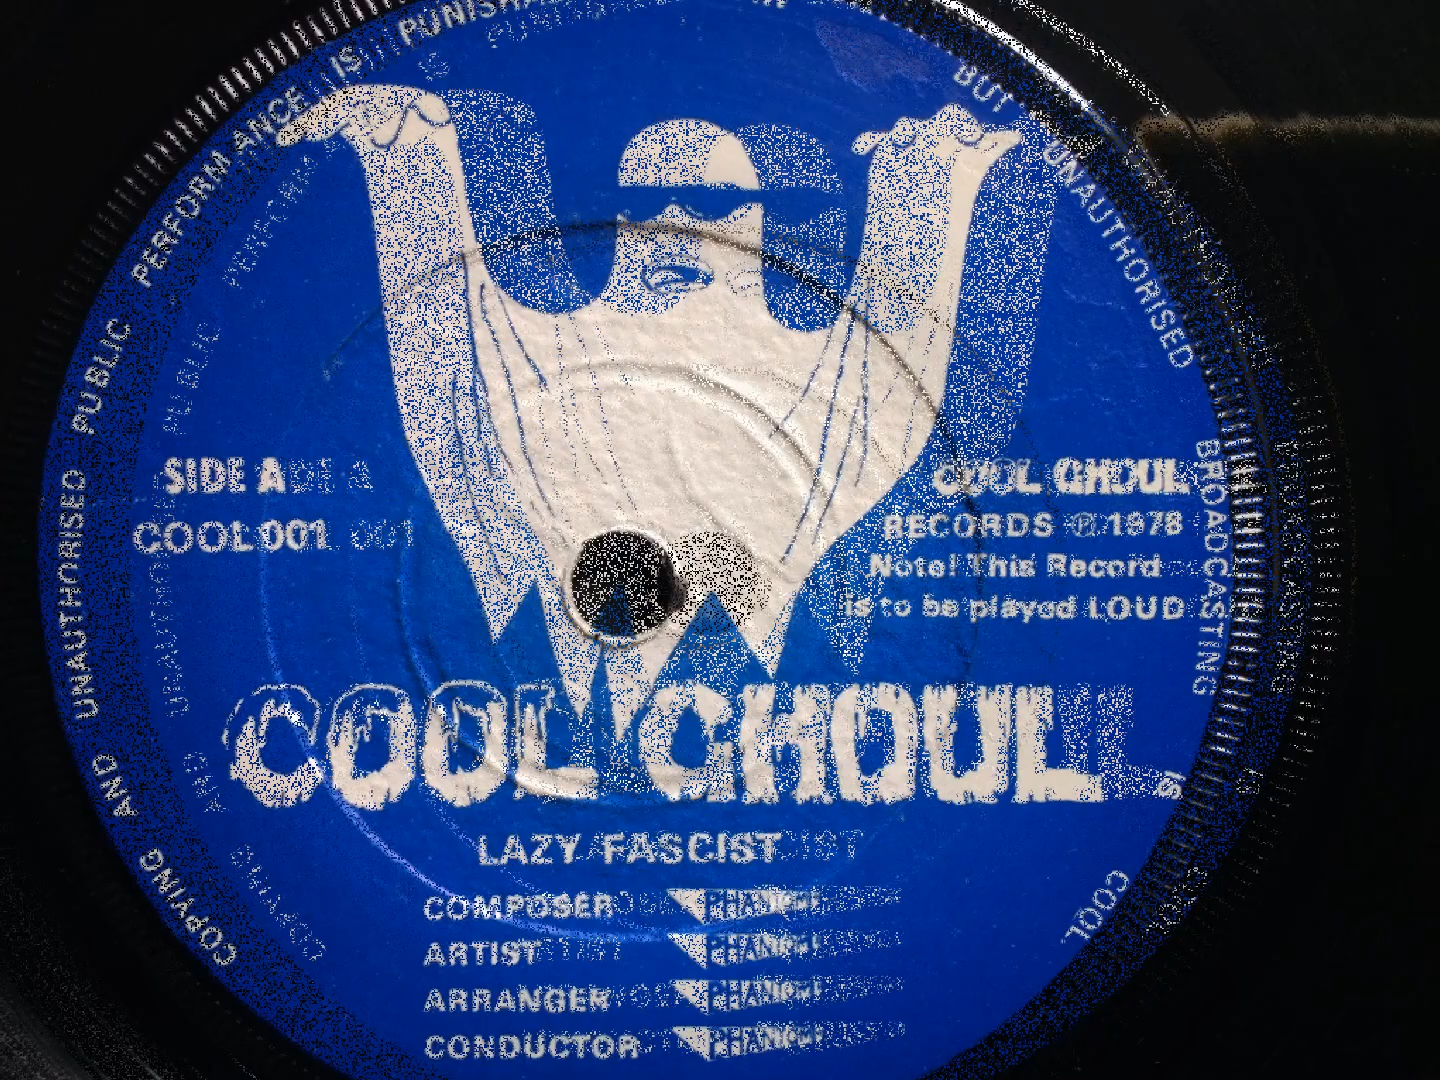 UNAUTHORISED PUBLIC PERFORMANCE IS
BUT UNAUTHORISED BROADCASTING IS COOL
COPYING AND
SIDE A
COOL 001
COOL GHOUL
RECORDS ℗ 1978
Note! This Record
is to be played LOUD
COOL GHOUL
LAZY FASCIST
COMPOSER
ARTIST
ARRANGER
CONDUCTOR